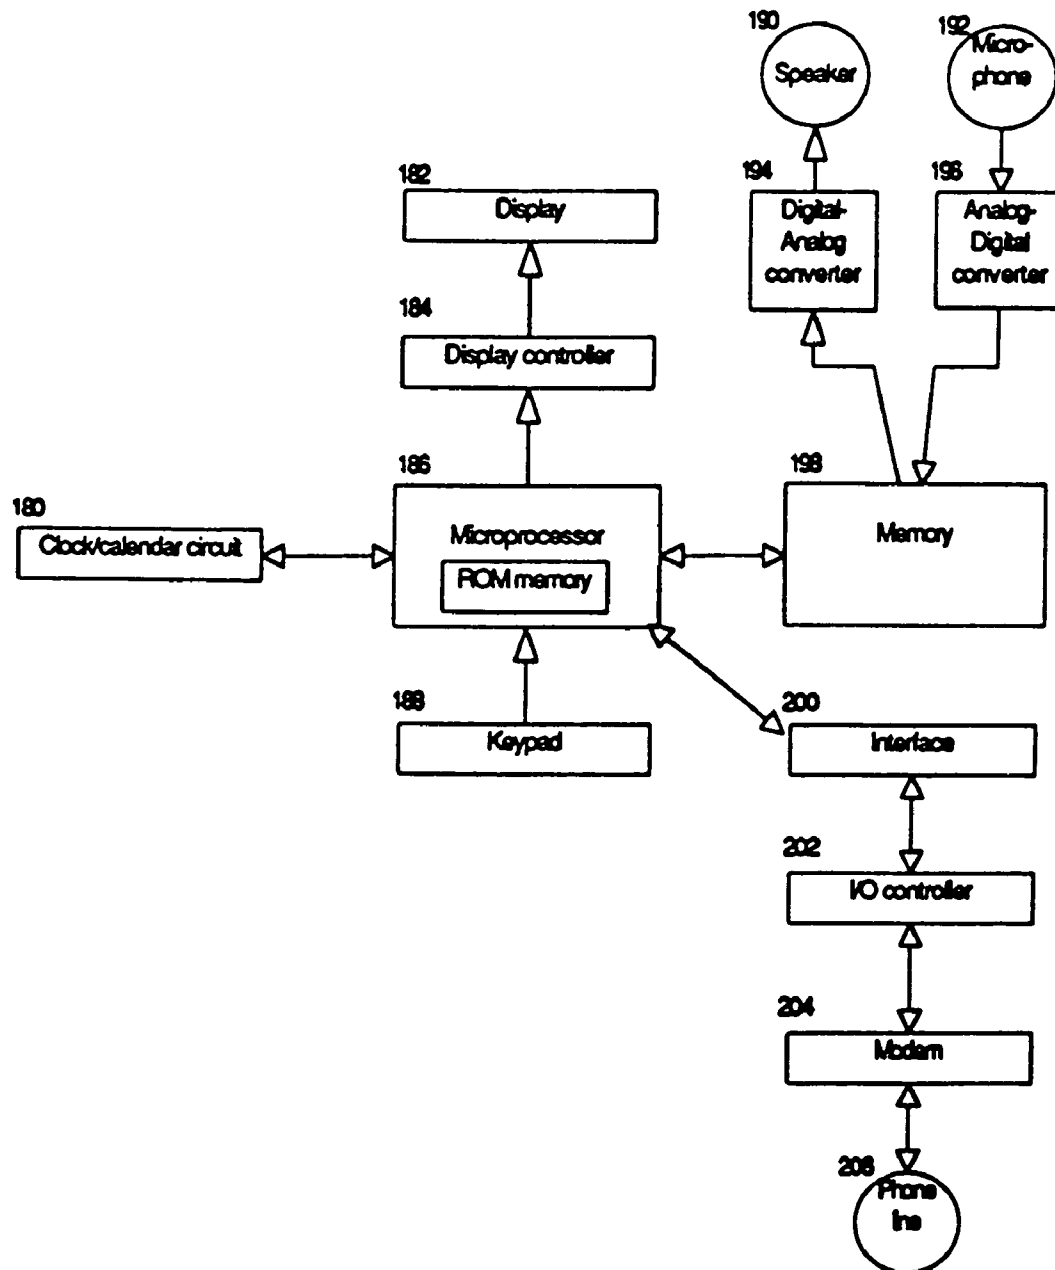 190
Speaker
192
Micro-
phone
182
Display
194
Digital-
Analog
converter
196
Analog-
Digital
converter
184
Display controller
186
Microprocessor
ROM memory
198
Memory
180
Clock/calendar circuit
188
Keypad
200
Interface
202
I/O controller
204
Modem
206
Phone
line